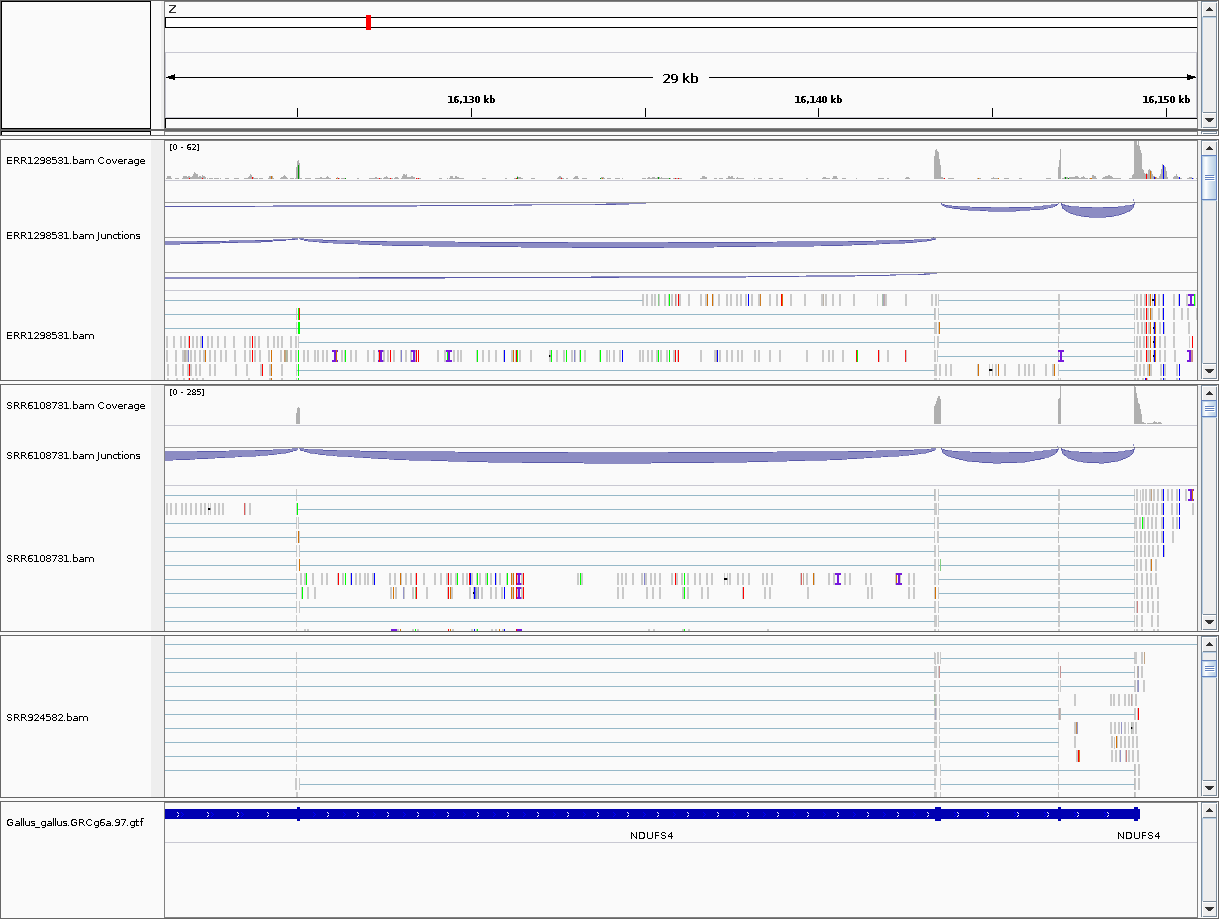 Z
29 kb
16,130 kb 16,140 kb 16,150 kb
[0 - 62]
ERR1298531.bam Coverage
ERR1298531.bam Junctions
ERR1298531.bam
[0 - 285]
SRR6108731.bam Coverage
SRR6108731.bam Junctions
SRR6108731.bam
SRR924582.bam
Gallus_gallus.GRCg6a.97.gtf
NDUFS4 NDUFS4